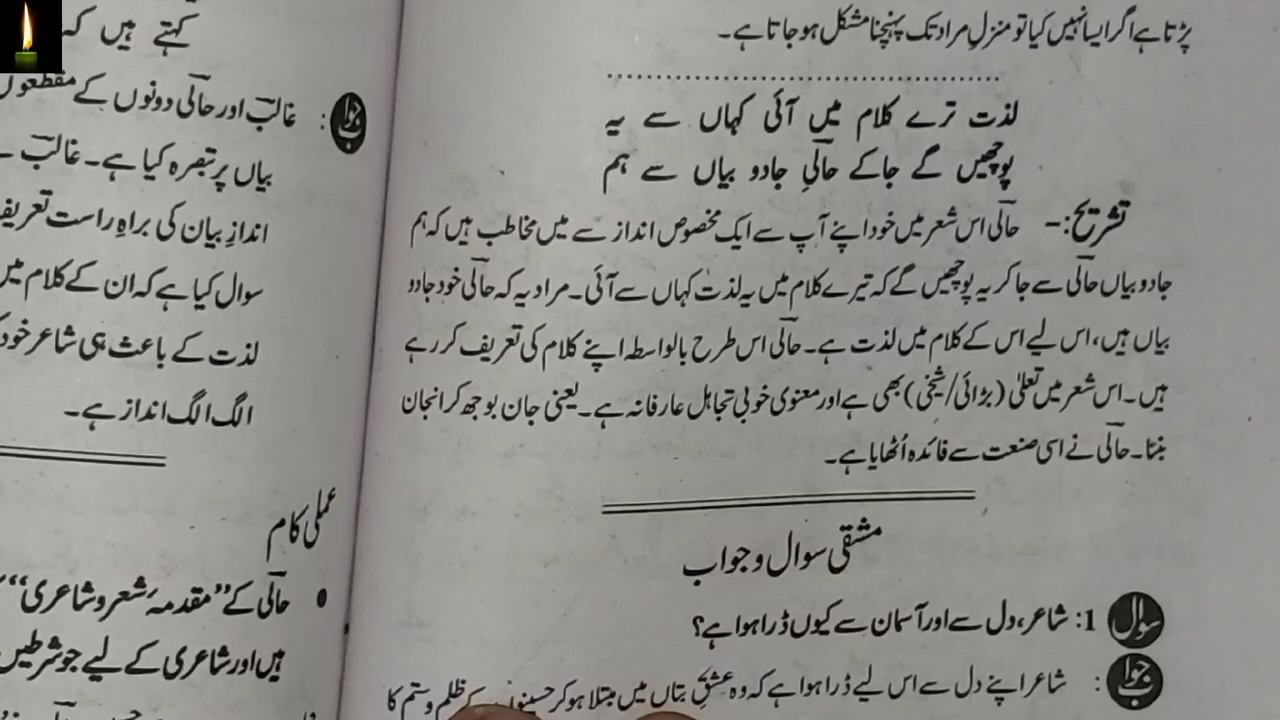 پڑتا ہے اگر ایسا نہیں کیا تو منزلِ مراد تک پہنچنا مشکل ہو جاتا ہے۔
لذت ترے کلام میں آئی کہاں سے یہ
پوچھیں گے جاکے حالیِ جادو بیاں سے ہم
تشریح:- حالی اس شعر میں خود اپنے آپ سے ایک مخصوص انداز سے میں مخاطب ہیں کہ ہم
جادو بیاں حالی سے جا کر یہ پوچھیں گے کہ تیرے کلام میں یہ لذت کہاں سے آئی۔ مراد یہ کہ حالی خود جادو
بیاں ہیں، اس لیے اس کے کلام میں لذت ہے۔ حالی اس طرح بالواسطہ اپنے کلام کی تعریف کر رہے
ہیں۔ اس شعر میں تعلیٰ (بڑائی/شیخی) بھی ہے اور معنوی خوبی تجاہل عارفانہ ہے۔ یعنی جان بوجھ کر انجان
بننا۔ حالی نے اسی صنعت سے فائدہ اُٹھایا ہے۔
مشقی سوال و جواب
سوال 1: شاعر، دل سے اور آسمان سے کیوں ڈرا ہوا ہے؟
جواب : شاعر اپنے دل سے اس لیے ڈرا ہوا ہے کہ وہ عشقِ بتاں میں مبتلا ہو کر حسینوں کے ظلم و ستم کا
کہتے ہیں کہ
جواب : غالب اور حالی دونوں کے مقطعوں
بیاں پر تبصرہ کیا ہے۔ غالب
اندازِ بیان کی براہِ راست تعریف
سوال کیا ہے کہ ان کے کلام میں
لذت کے باعث ہی شاعر خود
الگ الگ انداز ہے۔
عملی کام
• حالی کے ”مقدمہ شعر و شاعری“
ہیں اور شاعری کے لیے جو شرطیں